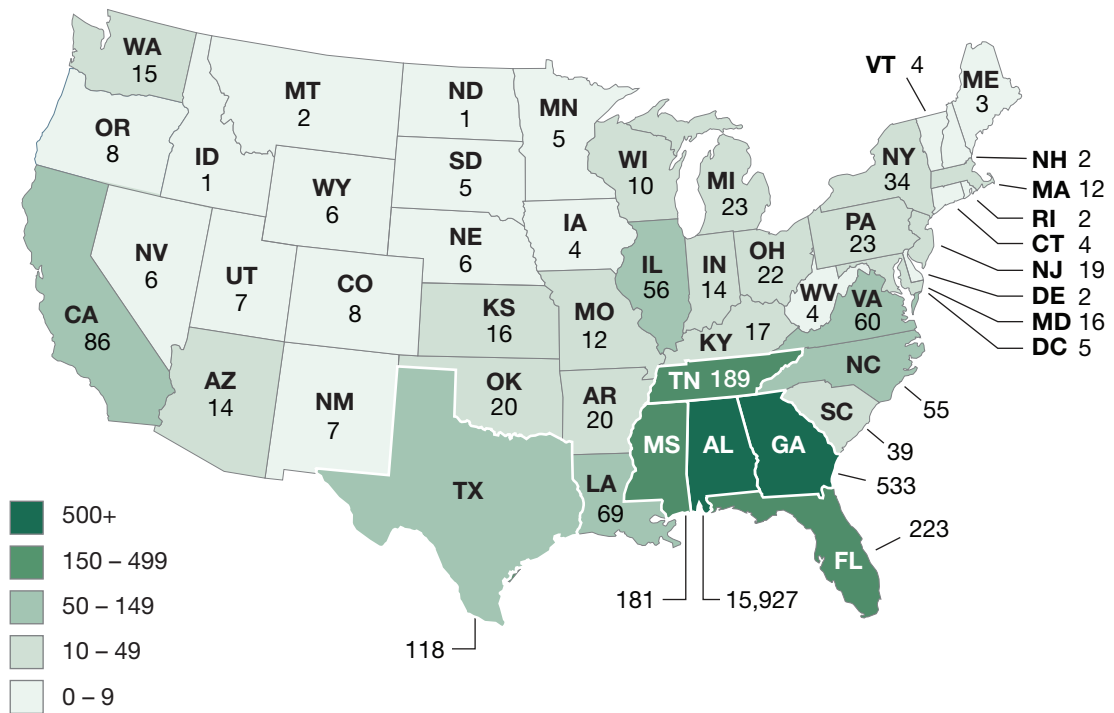 WA
15
MT
2
ND
1
MN
5
VT 4
ME
3
OR
8
ID
1
SD
5
WI
10
MI
23
NY
34
NH 2
MA 12
RI 2
CT 4
NJ 19
DE 2
MD 16
DC 5
WY
6
IA
4
PA
23
NV
6
UT
7
CO
8
NE
6
IL
56
IN
14
OH
22
WV
4
VA
60
CA
86
KS
16
MO
12
KY 17
AZ
14
NM
7
OK
20
AR
20
TN 189
NC
55
SC
39
TX
118
LA
69
MS
181
AL
15,927
GA
533
FL
223
500+
150 – 499
50 – 149
10 – 49
0 – 9